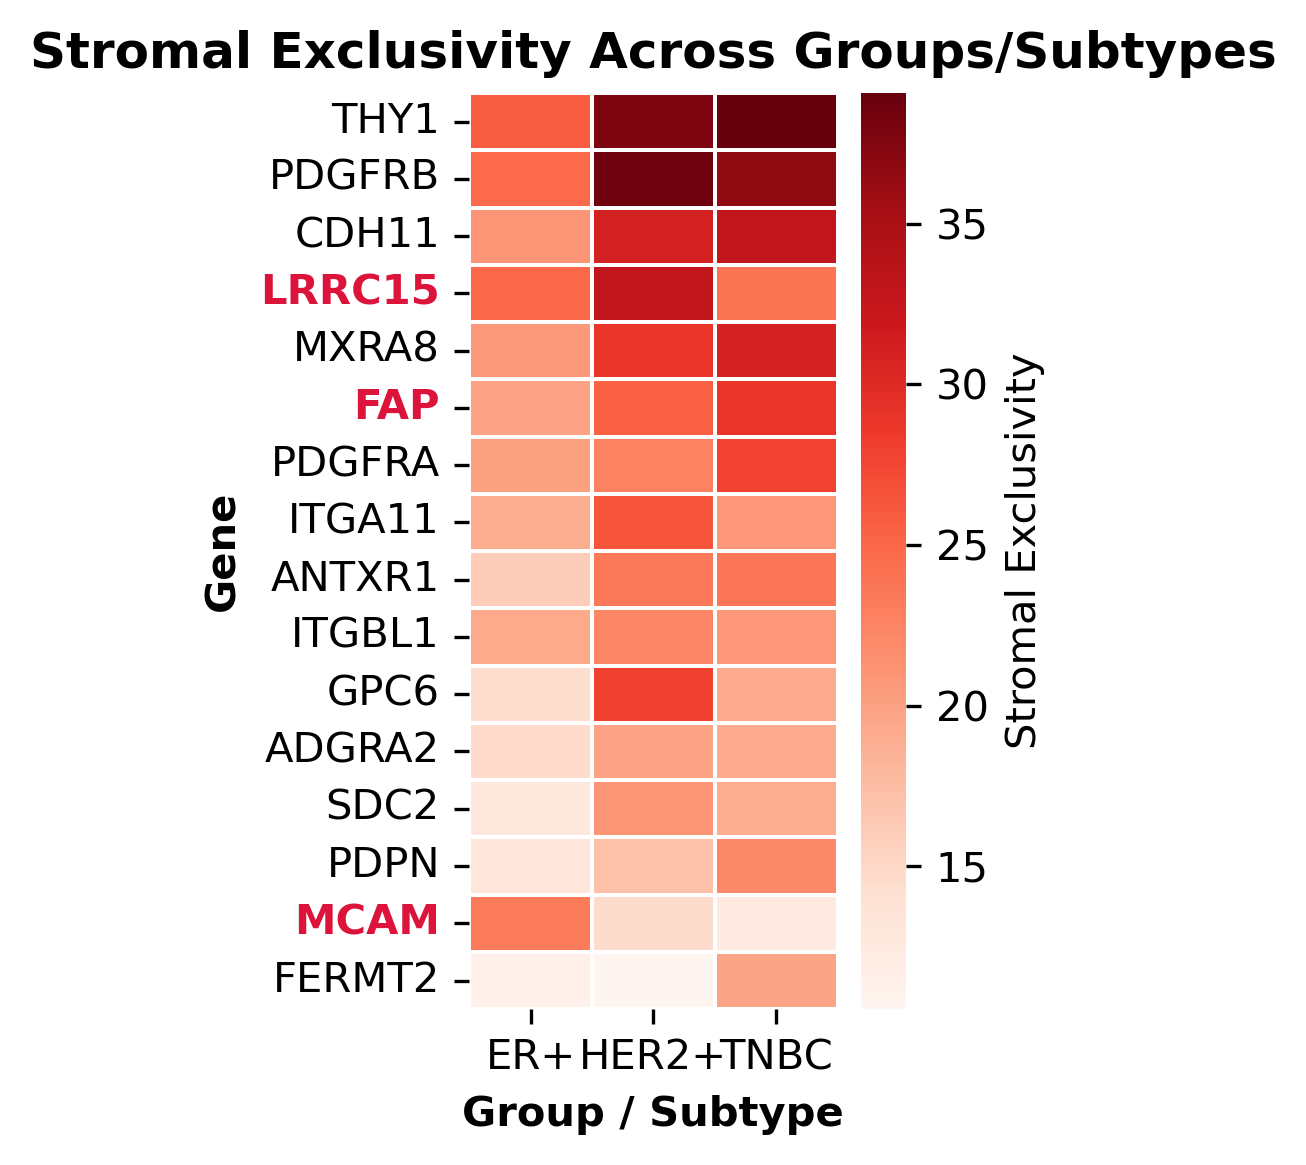 Stromal Exclusivity Across Groups/Subtypes
THY1
PDGFRB
CDH11
LRRC15
MXRA8
FAP
PDGFRA
ITGA11
ANTXR1
ITGBL1
GPC6
ADGRA2
SDC2
PDPN
MCAM
FERMT2
Gene
ER+ HER2+ TNBC
Group / Subtype
35
30
25
20
15
Stromal Exclusivity